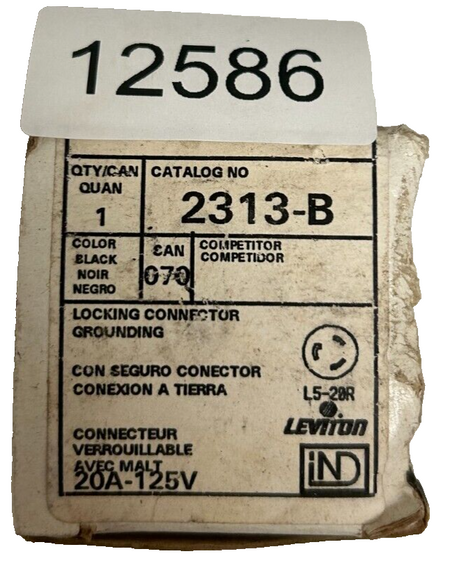 12586
QTY/CAN
QUAN
1
CATALOG NO
2313-B
COLOR
BLACK
NOIR
NEGRO
EAN
070
COMPETITOR
COMPETIDOR
LOCKING CONNECTOR
GROUNDING
CON SEGURO CONECTOR
CONEXION A TIERRA
L5-20R
LEVITON
CONNECTEUR
VERROUILLABLE
AVEC MALT
20A-125V
IND